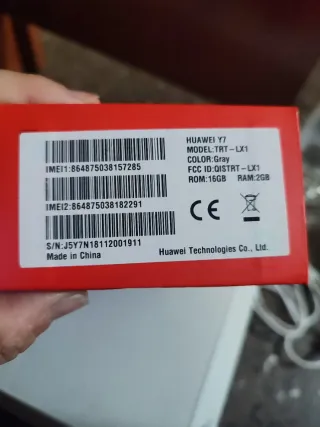 HUAWEI Y7
MODEL:TRT-LX1
COLOR:Gray
FCC ID:QISTRT-LX1
ROM:16GB RAM:2GB
IMEI1:864875038157285
IMEI2:864875038182291
S/N:J5Y7N18112001911
Made in China
Huawei Technologies Co., Ltd.
CE